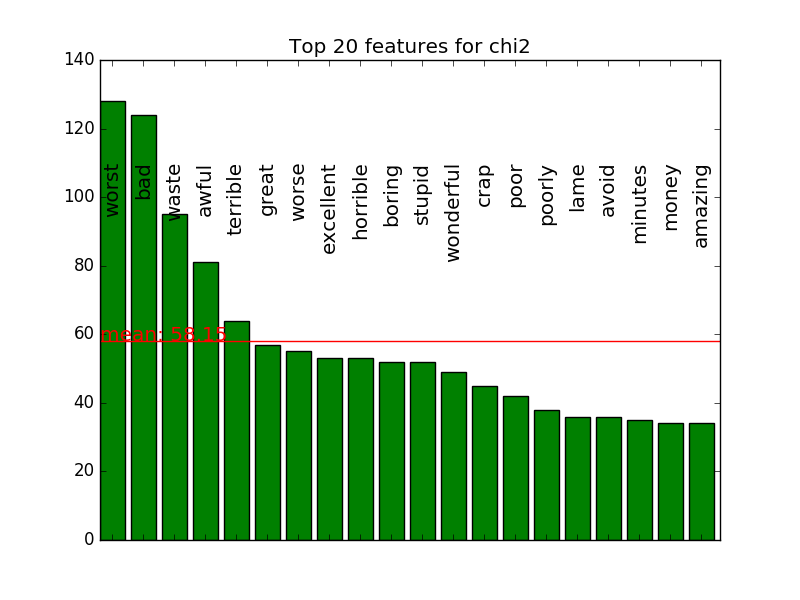 Top 20 features for chi2
140
120
100
80
60
40
20
0
mean: 58.15
worst
bad
waste
awful
terrible
great
worse
excellent
horrible
boring
stupid
wonderful
crap
poor
poorly
lame
avoid
minutes
money
amazing